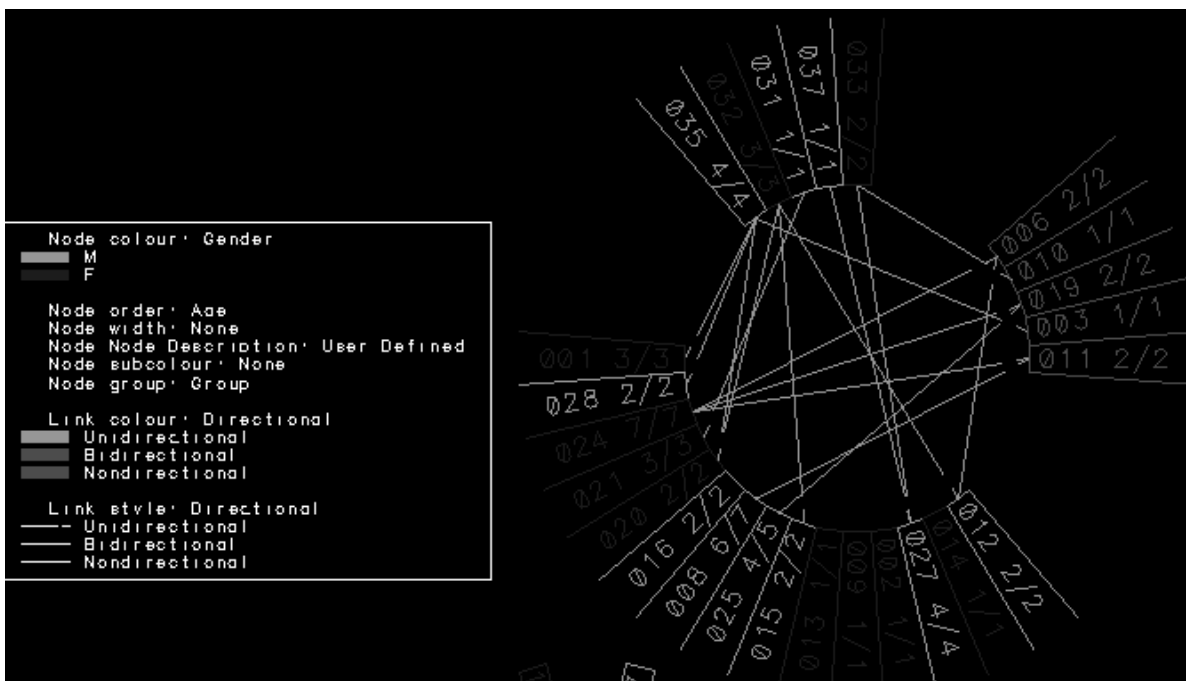 Node colour: Gender
M
F
Node order: Age
Node width: None
Node Node Description: User Defined
Node subcolour: None
Node group: Group
Link colour: Directional
Unidirectional
Bidirectional
Nondirectional
Link style: Directional
Unidirectional
Bidirectional
Nondirectional
035 4/4
032 3/3
031 1/1
037 1/1
033 2/2
006 2/2
010 1/1
019 2/2
003 1/1
011 2/2
001 3/3
028 2/2
024 7/7
021 3/3
020 2/2
016 2/2
008 6/7
025 4/5
015 2/2
013 1/1
009 1/1
002 1/1
027 4/4
014 1/1
012 2/2